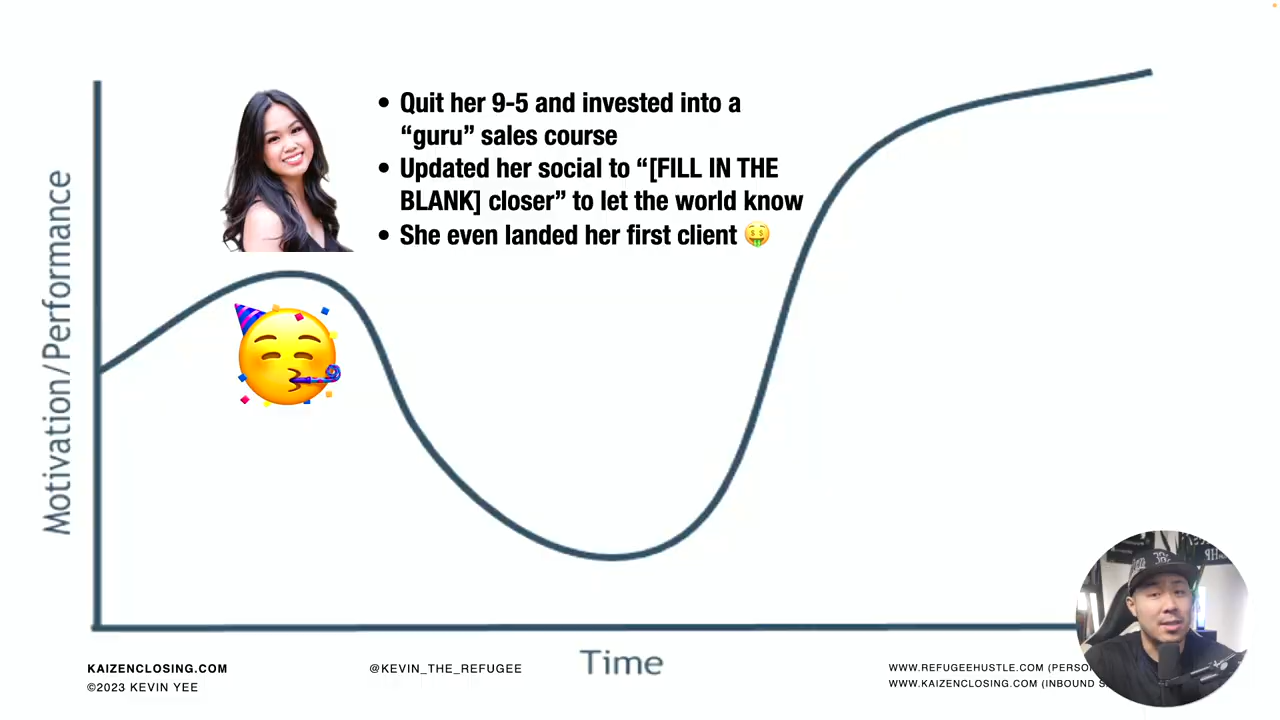 • Quit her 9-5 and invested into a
“guru” sales course
• Updated her social to “[FILL IN THE
BLANK] closer” to let the world know
• She even landed her first client 🤑
Motivation/Performance
Time
KAIZENCLOSING.COM
©2023 KEVIN YEE
@KEVIN_THE_REFUGEE
WWW.REFUGEEHUSTLE.COM
WWW.KAIZENCLOSING.COM (INBOUND